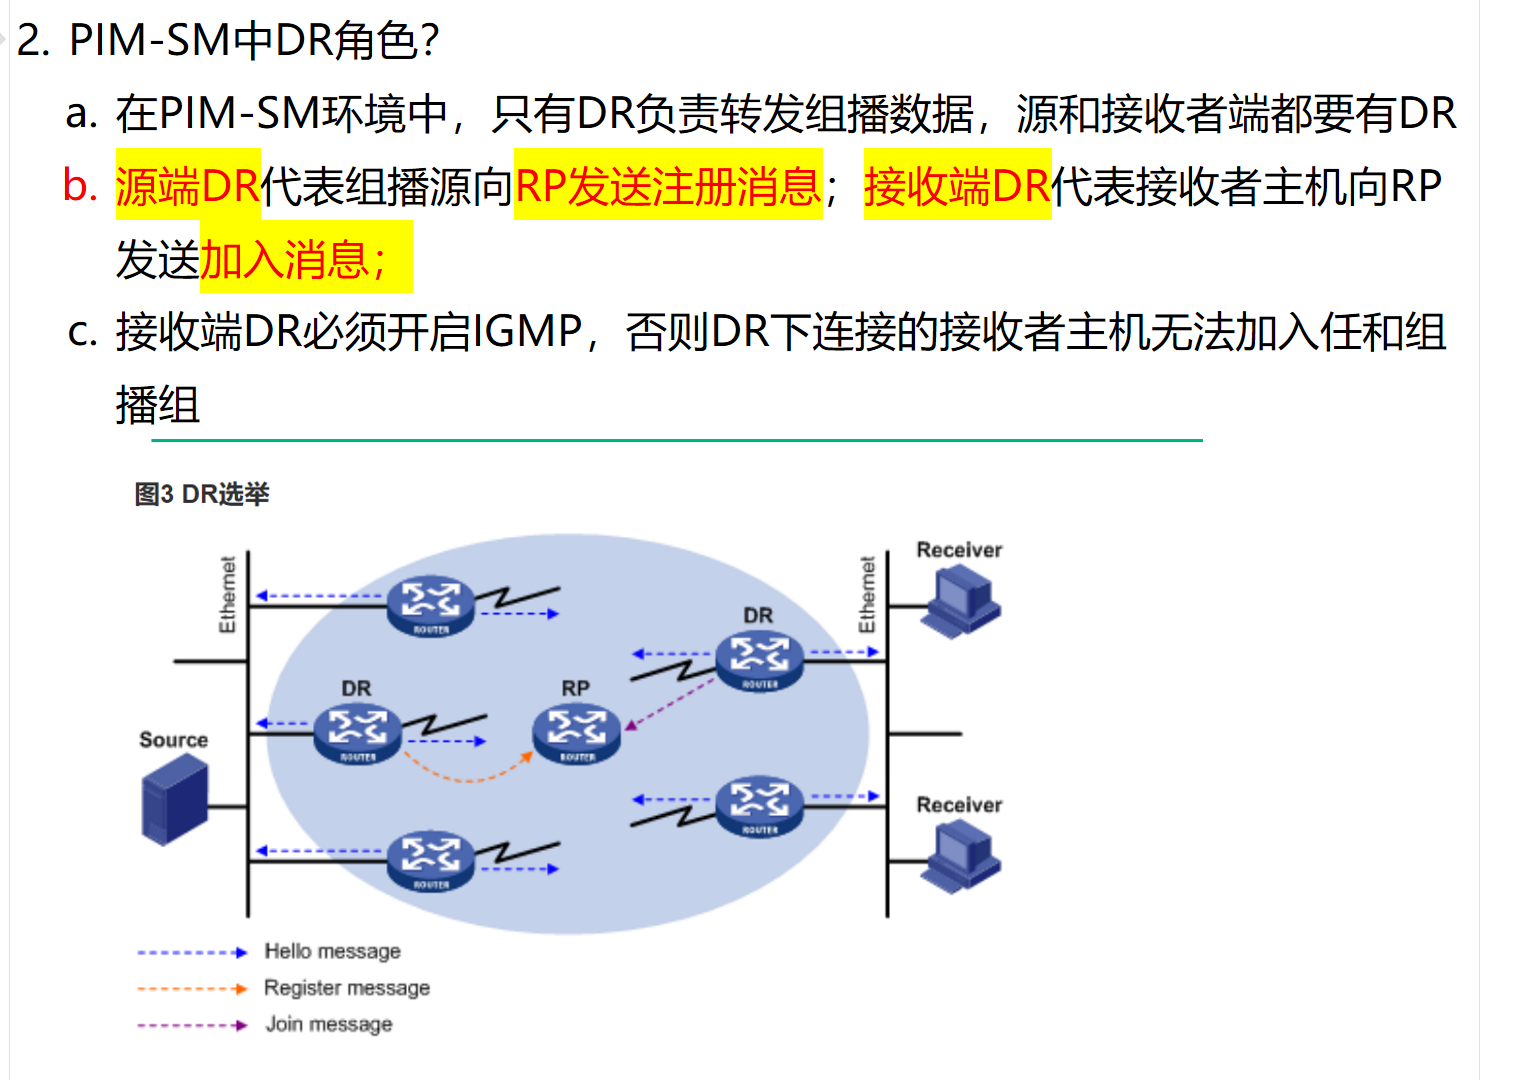 2. PIM-SM中DR角色？
a. 在PIM-SM环境中，只有DR负责转发组播数据，源和接收者端都要有DR
b. 源端DR代表组播源向RP发送注册消息；接收端DR代表接收者主机向RP
发送加入消息；
c. 接收端DR必须开启IGMP，否则DR下连接的接收者主机无法加入任和组
播组
图3 DR选举
Ethernet
ROUTER
Ethernet
Receiver
DR
ROUTER
DR
ROUTER
RP
ROUTER
Source
ROUTER
Receiver
ROUTER
Hello message
Register message
Join message